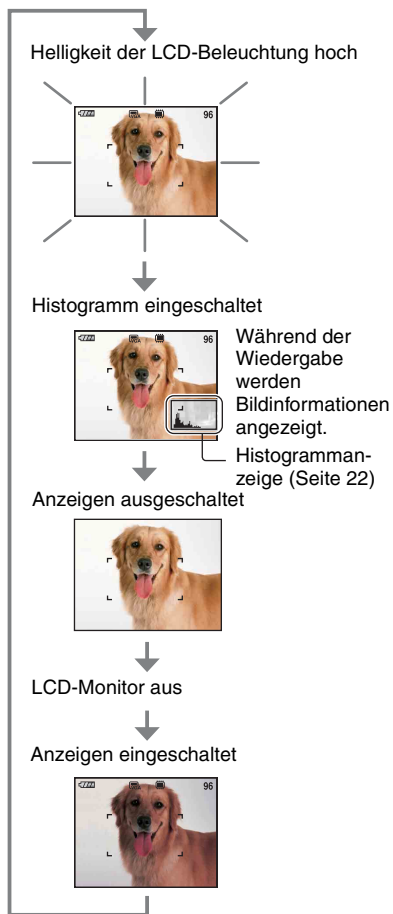 Helligkeit der LCD-Beleuchtung hoch
96
Histogramm eingeschaltet
96
Während der
Wiedergabe
werden
Bildinformationen
angezeigt.
Histogramman-
zeige (Seite 22)
Anzeigen ausgeschaltet
LCD-Monitor aus
Anzeigen eingeschaltet
96